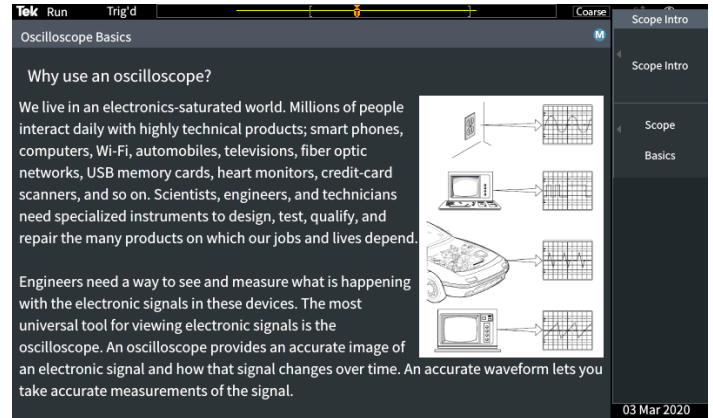 Tek Run Trig'd Coarse
Scope Intro
Oscilloscope Basics M
Why use an oscilloscope?
We live in an electronics-saturated world. Millions of people
interact daily with highly technical products; smart phones,
computers, Wi-Fi, automobiles, televisions, fiber optic
networks, USB memory cards, heart monitors, credit-card
scanners, and so on. Scientists, engineers, and technicians
need specialized instruments to design, test, qualify, and
repair the many products on which our jobs and lives depend.
Engineers need a way to see and measure what is happening
with the electronic signals in these devices. The most
universal tool for viewing electronic signals is the
oscilloscope. An oscilloscope provides an accurate image of
an electronic signal and how that signal changes over time. An accurate waveform lets you
take accurate measurements of the signal.
Scope Intro
Scope
Basics
03 Mar 2020